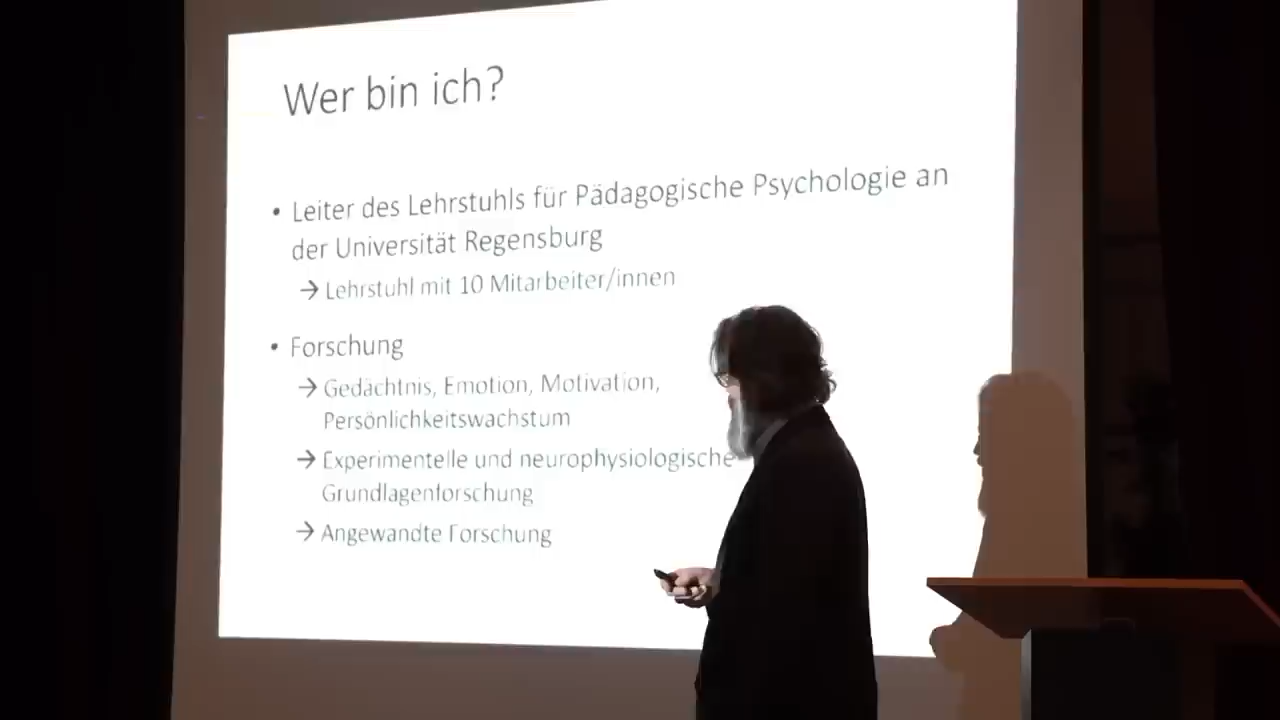 Wer bin ich?
• Leiter des Lehrstuhls für Pädagogische Psychologie an
der Universität Regensburg
→ Lehrstuhl mit 10 Mitarbeiter/innen
• Forschung
→ Gedächtnis, Emotion, Motivation,
Persönlichkeitswachstum
→ Experimentelle und neurophysiologische
Grundlagenforschung
→ Angewandte Forschung